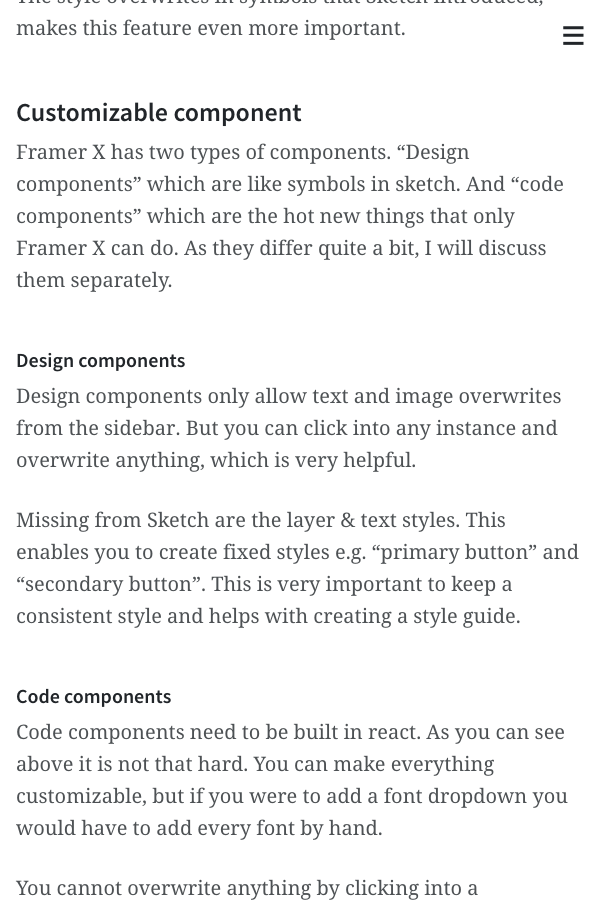 The style overwrites in symbols that Sketch introduced,
makes this feature even more important.
Customizable component
Framer X has two types of components. “Design
components” which are like symbols in sketch. And “code
components” which are the hot new things that only
Framer X can do. As they differ quite a bit, I will discuss
them separately.
Design components
Design components only allow text and image overwrites
from the sidebar. But you can click into any instance and
overwrite anything, which is very helpful.
Missing from Sketch are the layer & text styles. This
enables you to create fixed styles e.g. “primary button” and
“secondary button”. This is very important to keep a
consistent style and helps with creating a style guide.
Code components
Code components need to be built in react. As you can see
above it is not that hard. You can make everything
customizable, but if you were to add a font dropdown you
would have to add every font by hand.
You cannot overwrite anything by clicking into a